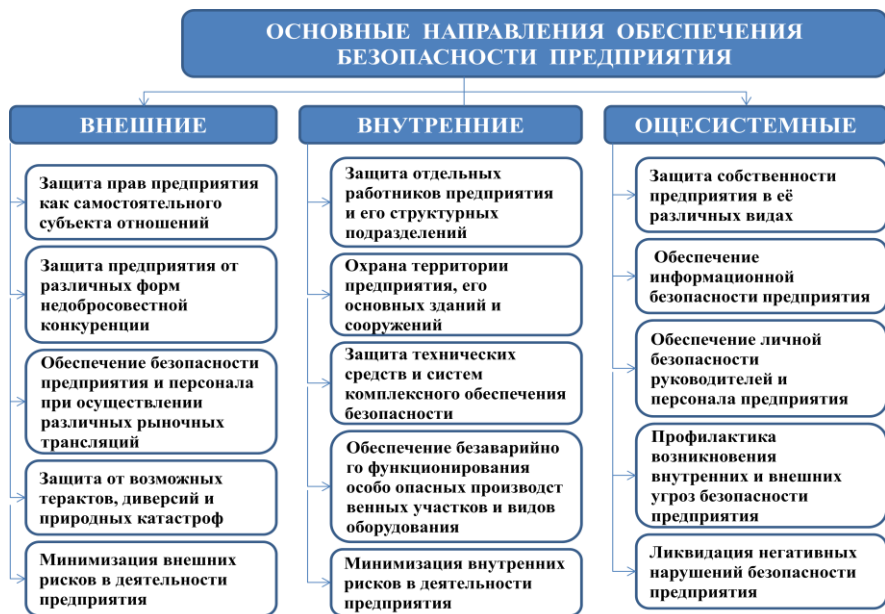 ОСНОВНЫЕ НАПРАВЛЕНИЯ ОБЕСПЕЧЕНИЯ
БЕЗОПАСНОСТИ ПРЕДПРИЯТИЯ
ВНЕШНИЕ
Защита прав предприятия
как самостоятельного
субъекта отношений
Защита предприятия от
различных форм
недобросовестной
конкуренции
Обеспечение безопасности
предприятия и персонала
при осуществлении
различных рыночных
трансляций
Защита от возможных
терактов, диверсий и
природных катастроф
Минимизация внешних
рисков в деятельности
предприятия
ВНУТРЕННИЕ
Защита отдельных
работников предприятия
и его структурных
подразделений
Охрана территории
предприятия, его
основных зданий и
сооружений
Защита технических
средств и систем
комплексного обеспечения
безопасности
Обеспечение безаварийно
го функционирования
особо опасных производст
венных участков и видов
оборудования
Минимизация внутренних
рисков в деятельности
предприятия
ОЩЕСИСТЕМНЫЕ
Защита собственности
предприятия в её
различных видах
Обеспечение
информационной
безопасности предприятия
Обеспечение личной
безопасности
руководителей и
персонала предприятия
Профилактика
возникновения
внутренних и внешних
угроз безопасности
предприятия
Ликвидация негативных
нарушений безопасности
предприятия